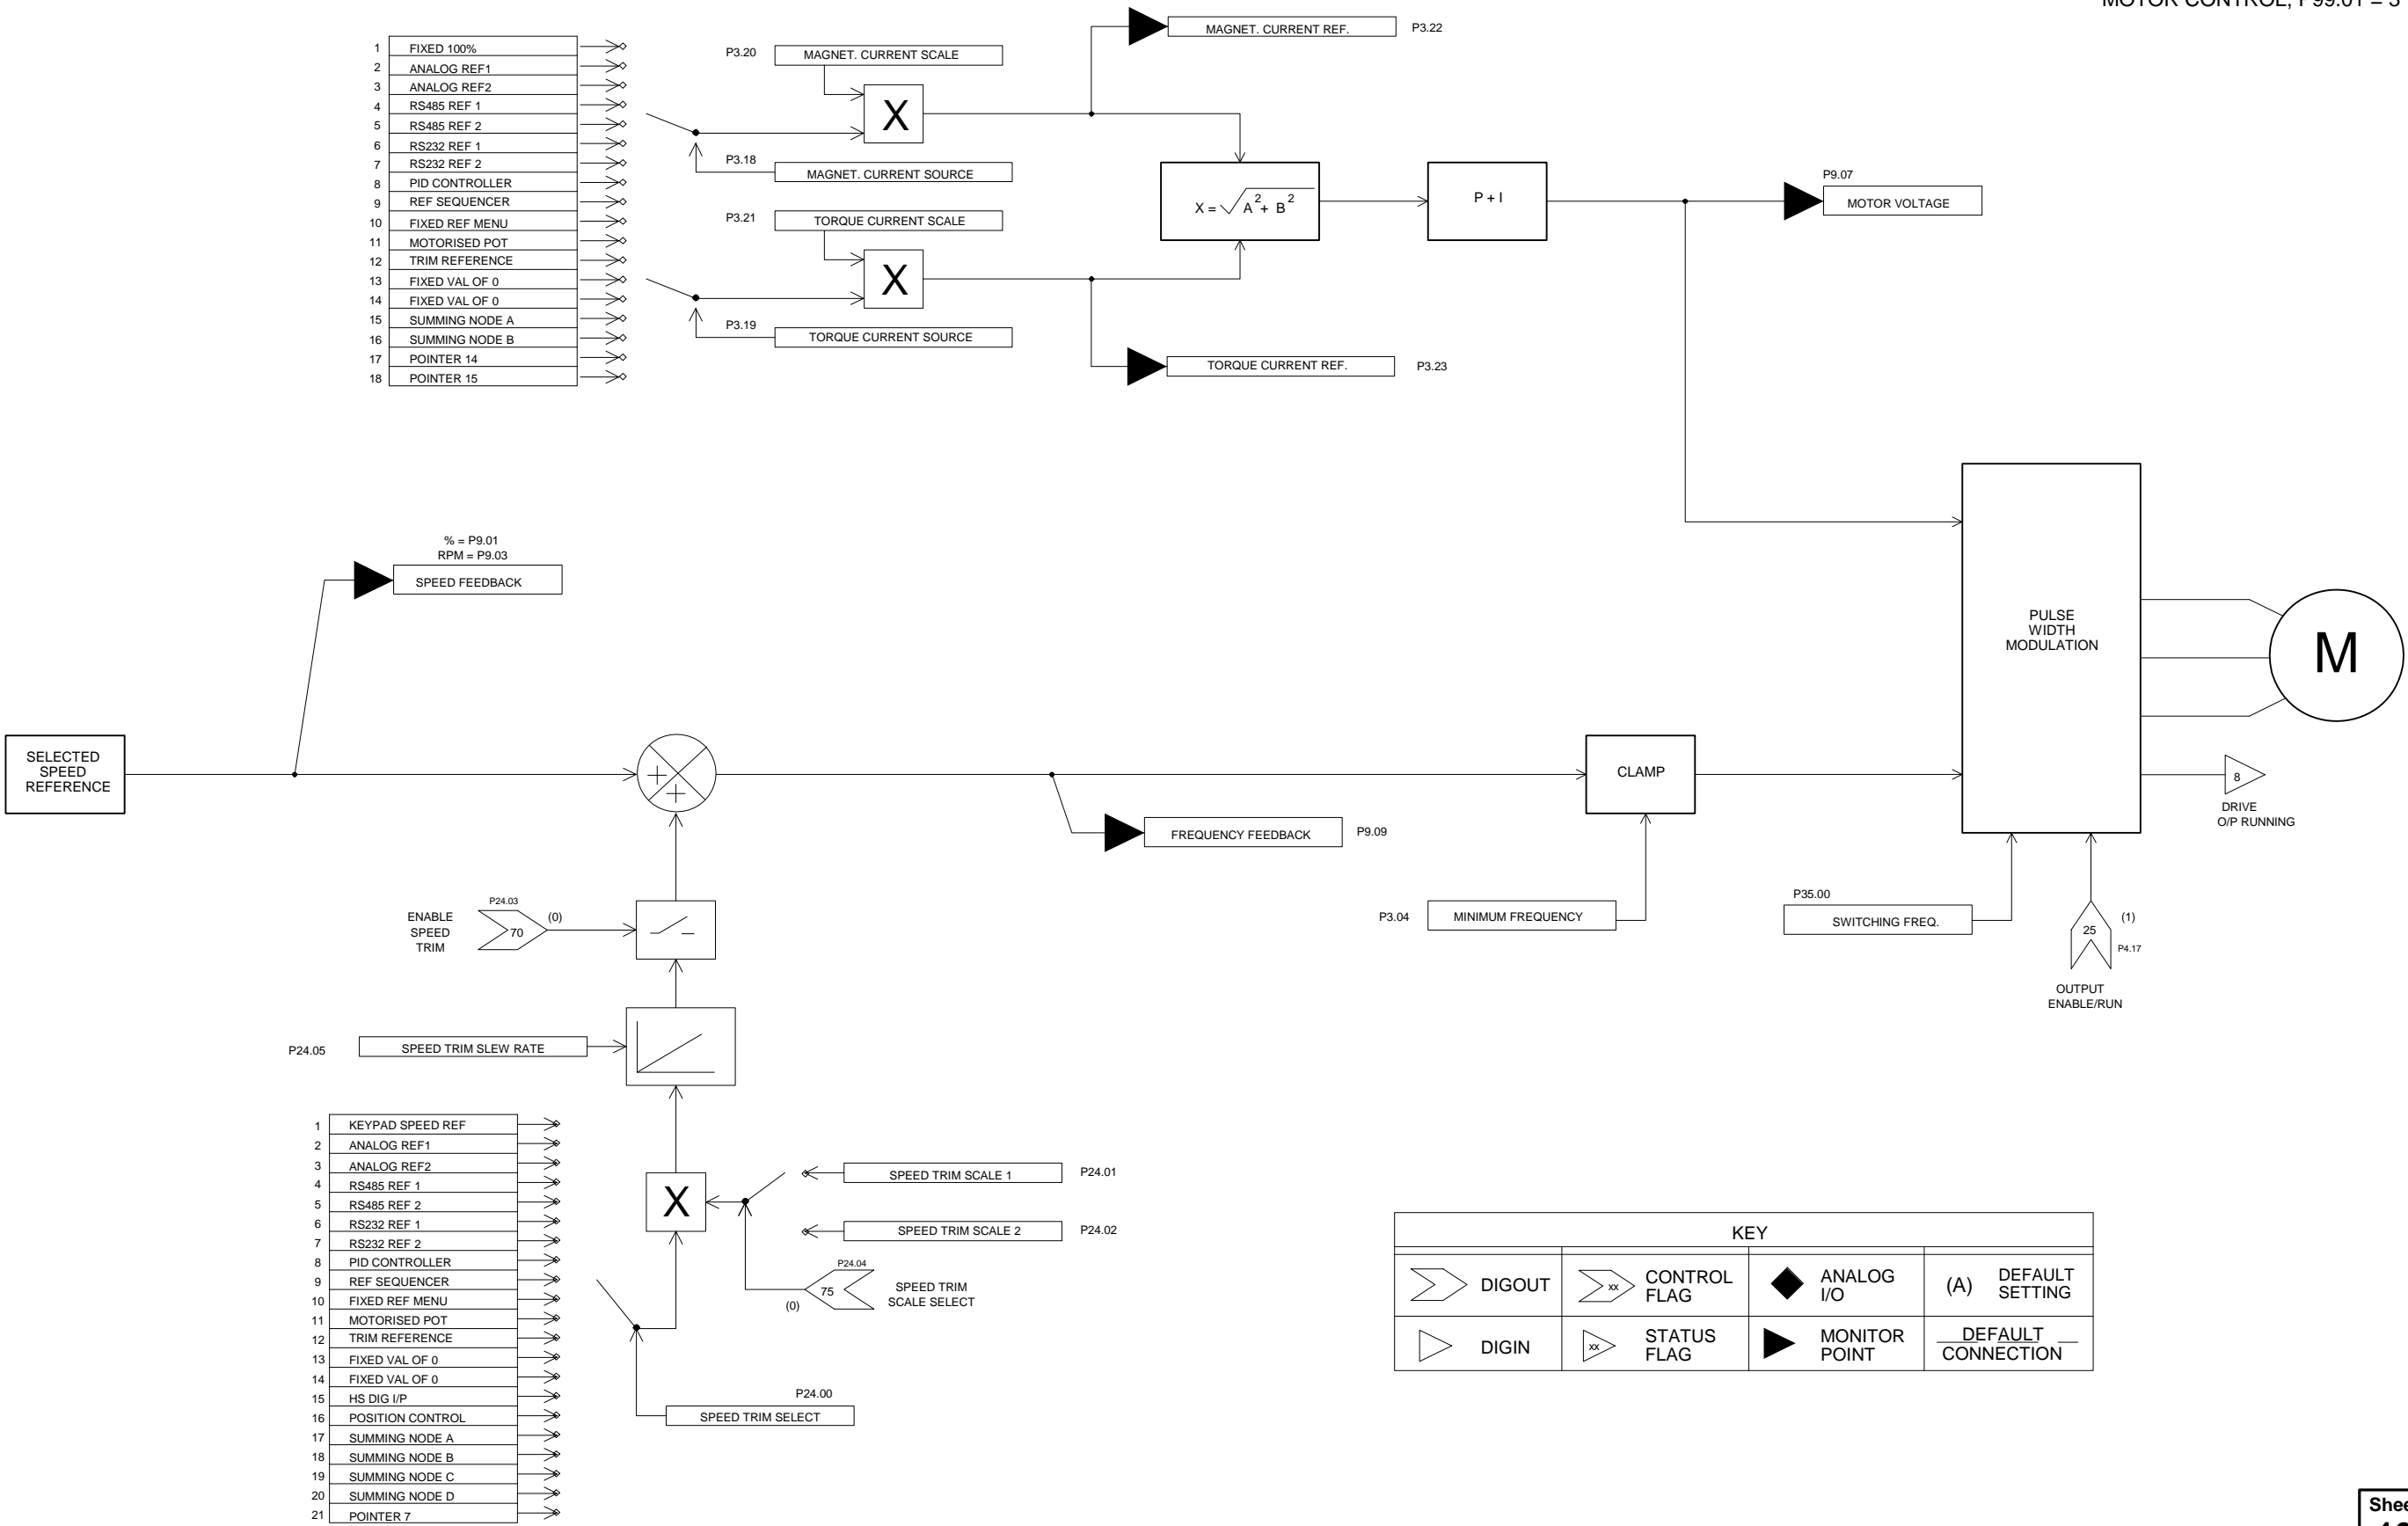 MOTOR CONTROL, P99.01 = 3
1 FIXED 100%
2 ANALOG REF1
3 ANALOG REF2
4 RS485 REF 1
5 RS485 REF 2
6 RS232 REF 1
7 RS232 REF 2
8 PID CONTROLLER
9 REF SEQUENCER
10 FIXED REF MENU
11 MOTORISED POT
12 TRIM REFERENCE
13 FIXED VAL OF 0
14 FIXED VAL OF 0
15 SUMMING NODE A
16 SUMMING NODE B
17 POINTER 14
18 POINTER 15
P3.20 MAGNET. CURRENT SCALE
X
P3.18
MAGNET. CURRENT SOURCE
P3.21 TORQUE CURRENT SCALE
X
P3.19
TORQUE CURRENT SOURCE
MAGNET. CURRENT REF. P3.22
X = √ A 2 + B 2
TORQUE CURRENT REF. P3.23
P + I
P9.07
MOTOR VOLTAGE
% = P9.01
RPM = P9.03
SPEED FEEDBACK
SELECTED
SPEED
REFERENCE
+
+
FREQUENCY FEEDBACK P9.09
CLAMP
P3.04 MINIMUM FREQUENCY
PULSE
WIDTH
MODULATION
M
8
DRIVE
O/P RUNNING
P35.00
SWITCHING FREQ.
25
(1)
P4.17
OUTPUT
ENABLE/RUN
ENABLE
SPEED
TRIM
P24.03
70
(0)
P24.05 SPEED TRIM SLEW RATE
1 KEYPAD SPEED REF
2 ANALOG REF1
3 ANALOG REF2
4 RS485 REF 1
5 RS485 REF 2
6 RS232 REF 1
7 RS232 REF 2
8 PID CONTROLLER
9 REF SEQUENCER
10 FIXED REF MENU
11 MOTORISED POT
12 TRIM REFERENCE
13 FIXED VAL OF 0
14 FIXED VAL OF 0
15 HS DIG I/P
16 POSITION CONTROL
17 SUMMING NODE A
18 SUMMING NODE B
19 SUMMING NODE C
20 SUMMING NODE D
21 POINTER 7
X
SPEED TRIM SCALE 1 P24.01
SPEED TRIM SCALE 2 P24.02
P24.04
75
(0)
SPEED TRIM
SCALE SELECT
P24.00
SPEED TRIM SELECT
KEY
DIGOUT
xx CONTROL
FLAG
ANALOG
I/O
(A) DEFAULT
SETTING
DIGIN
xx STATUS
FLAG
MONITOR
POINT
DEFAULT
CONNECTION